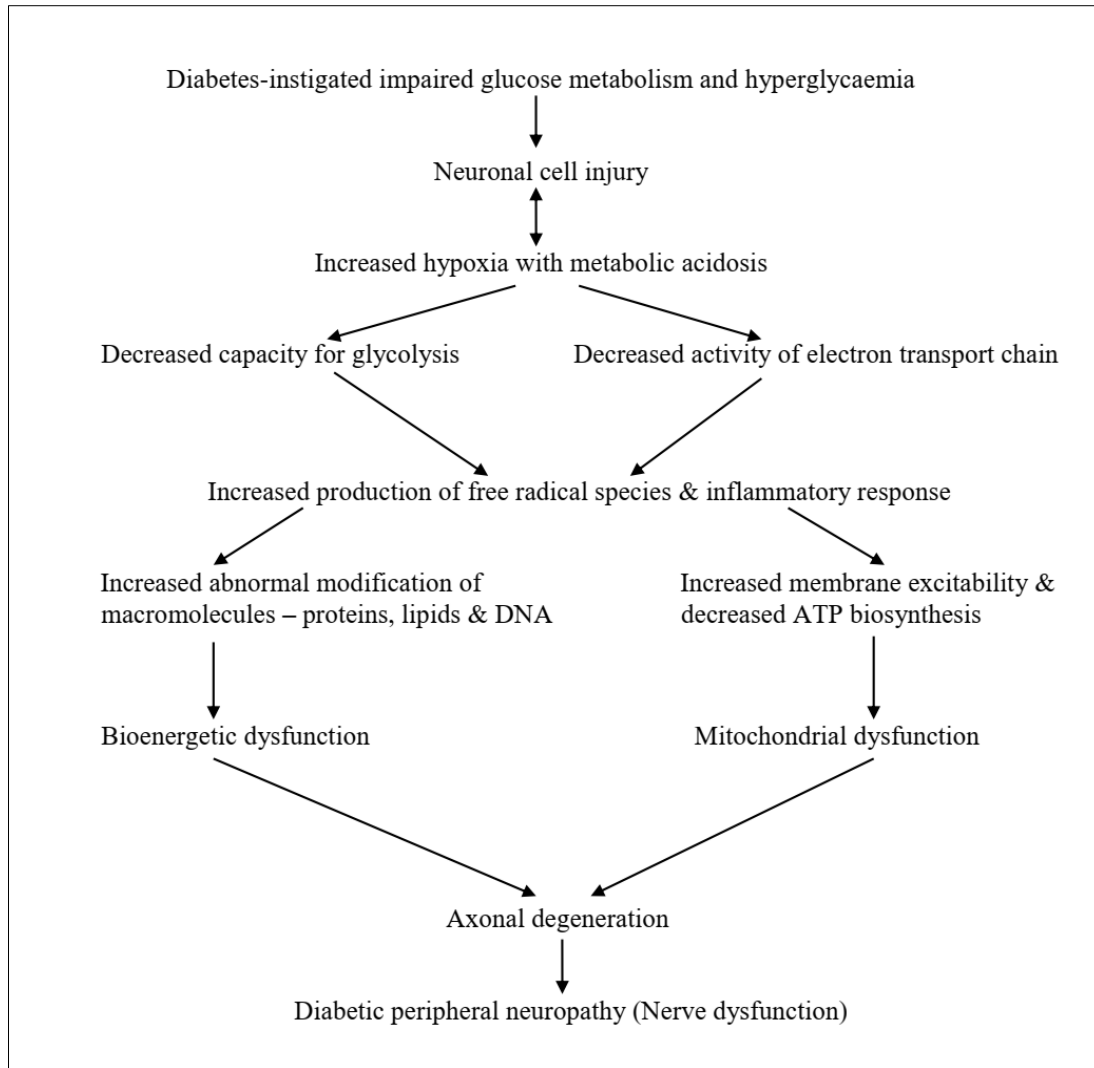 Diabetes-instigated impaired glucose metabolism and hyperglycaemia
Neuronal cell injury
Increased hypoxia with metabolic acidosis
Decreased capacity for glycolysis
Decreased activity of electron transport chain
Increased production of free radical species & inflammatory response
Increased abnormal modification of
macromolecules – proteins, lipids & DNA
Increased membrane excitability &
decreased ATP biosynthesis
Bioenergetic dysfunction
Mitochondrial dysfunction
Axonal degeneration
Diabetic peripheral neuropathy (Nerve dysfunction)